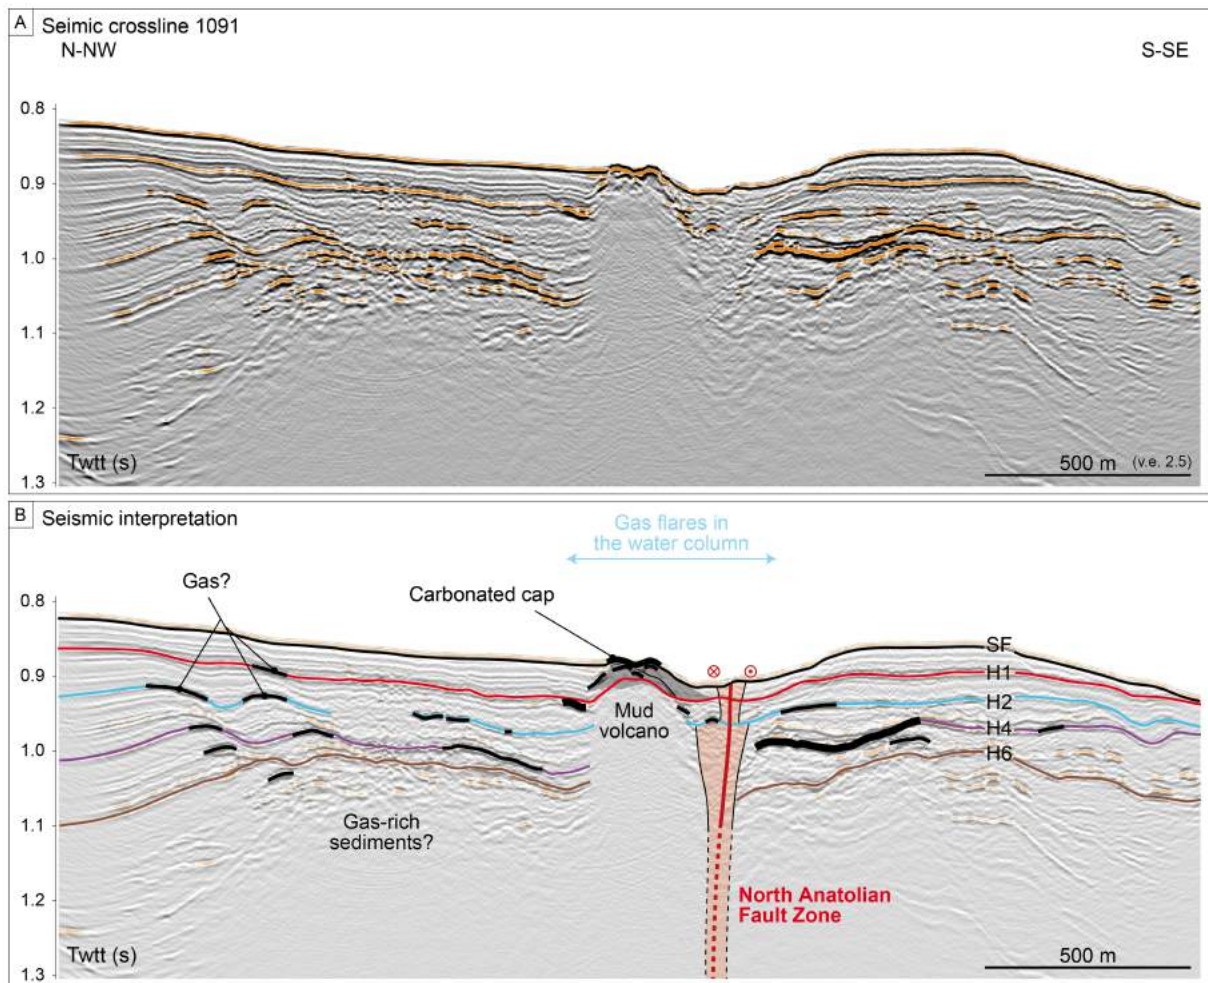 A Seimic crossline 1091
N-NW S-SE
0.8
0.9
1.0
1.1
1.2
1.3
Twtt (s)
500 m (v.e. 2.5)
B Seismic interpretation
Gas flares in
the water column
Gas?
Carbonated cap
0.8
0.9
1.0
1.1
1.2
1.3
SF
H1
H2
H4
H6
Mud
volcano
Gas-rich
sediments?
North Anatolian
Fault Zone
Twtt (s)
500 m